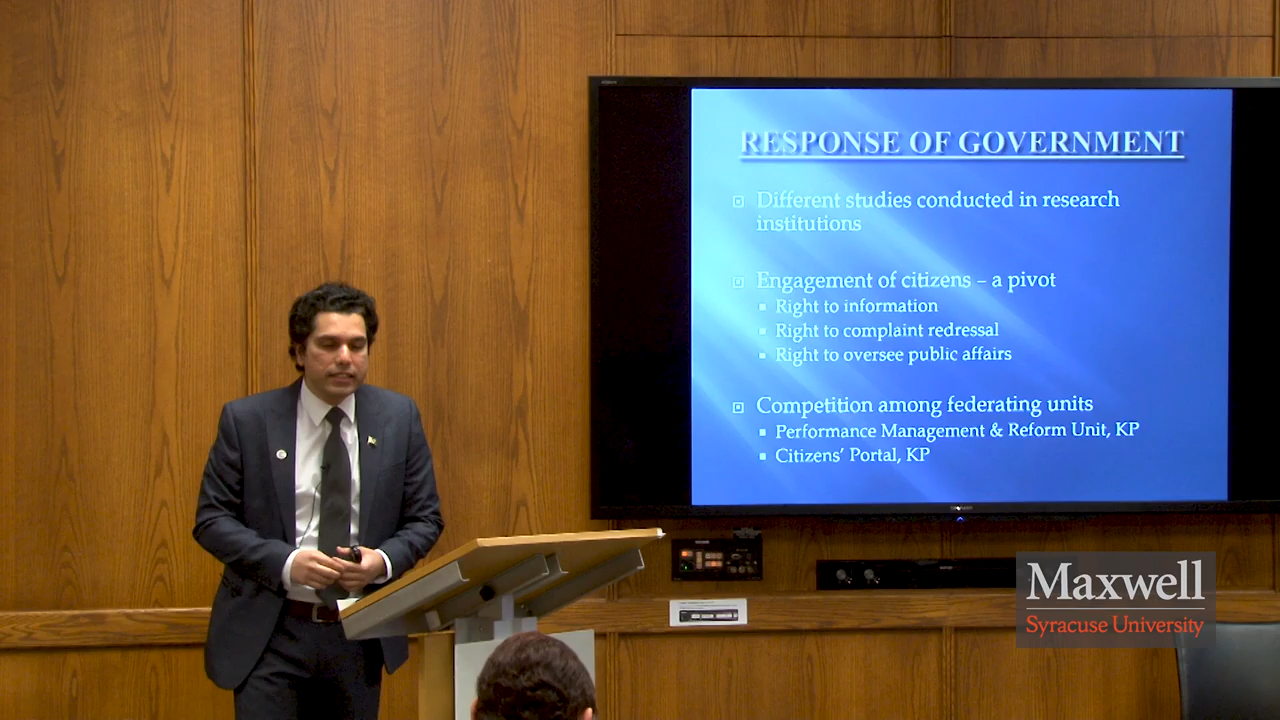 RESPONSE OF GOVERNMENT
Different studies conducted in research
institutions
Engagement of citizens – a pivot
Right to information
Right to complaint redressal
Right to oversee public affairs
Competition among federating units
Performance Management & Reform Unit, KP
Citizens' Portal, KP
Maxwell
Syracuse University